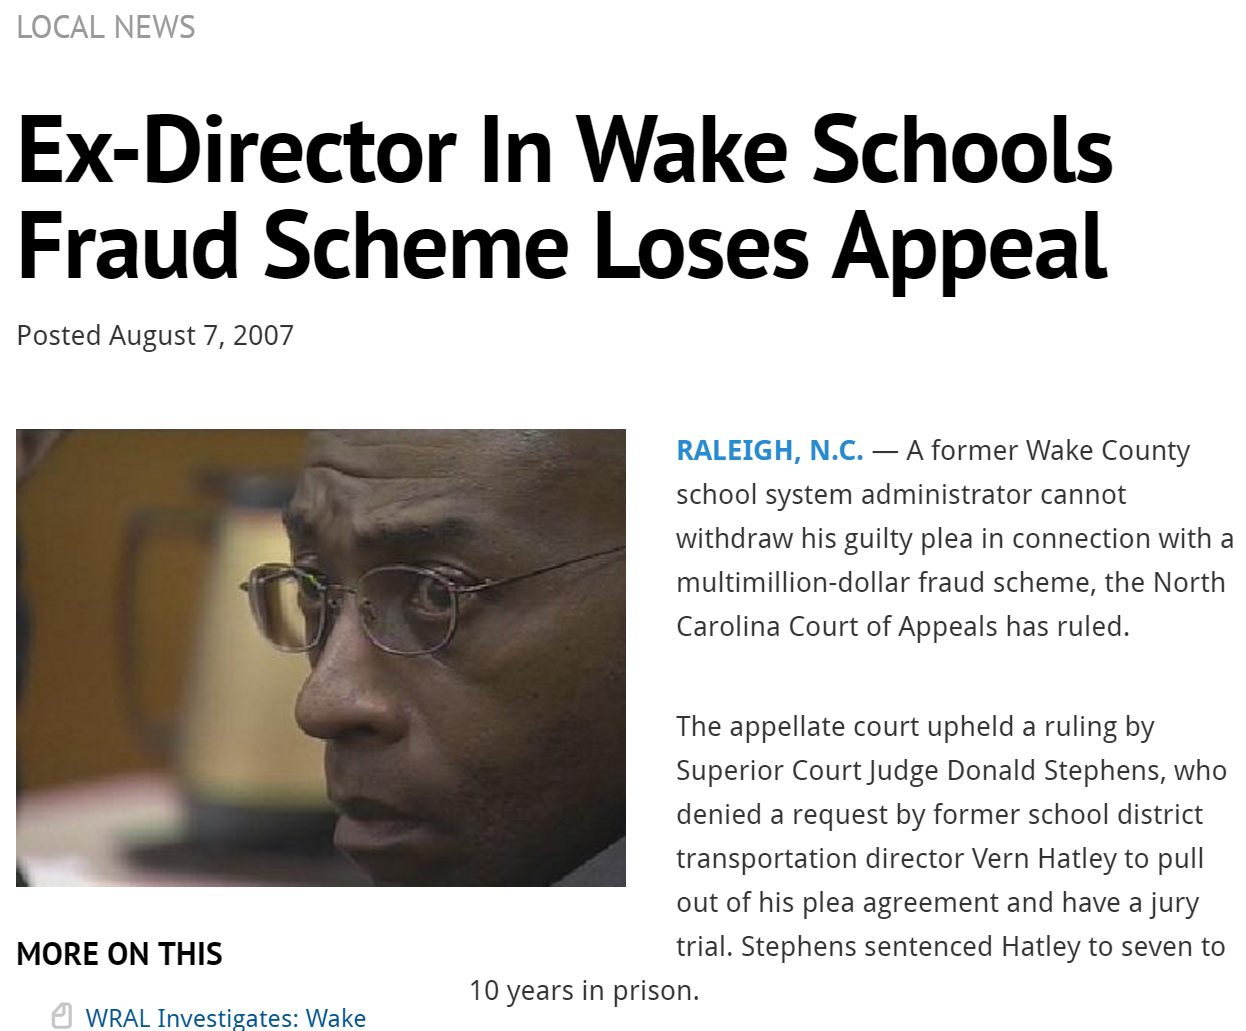 LOCAL NEWS
Ex-Director In Wake Schools
Fraud Scheme Loses Appeal
Posted August 7, 2007
RALEIGH, N.C. — A former Wake County
school system administrator cannot
withdraw his guilty plea in connection with a
multimillion-dollar fraud scheme, the North
Carolina Court of Appeals has ruled.
The appellate court upheld a ruling by
Superior Court Judge Donald Stephens, who
denied a request by former school district
transportation director Vern Hatley to pull
out of his plea agreement and have a jury
trial. Stephens sentenced Hatley to seven to
10 years in prison.
MORE ON THIS
WRAL Investigates: Wake